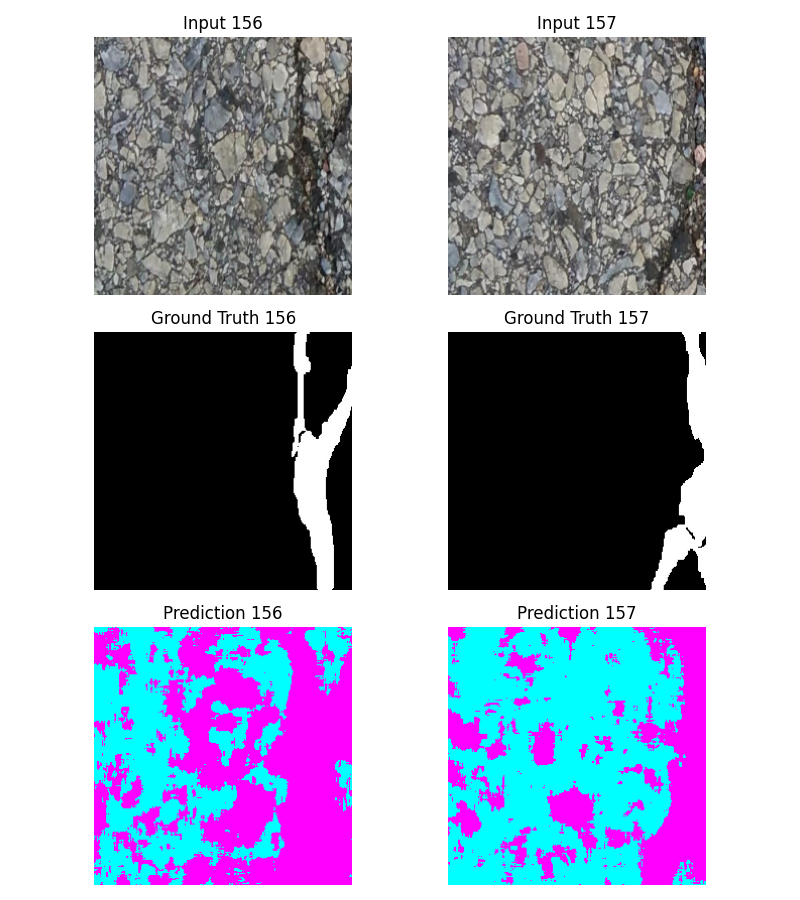 Input 156
Input 157
Ground Truth 156
Ground Truth 157
Prediction 156
Prediction 157